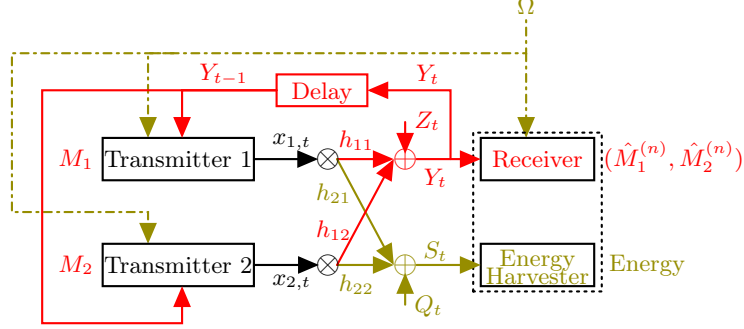 Ω
Y_{t-1}
Y_t
Delay
Z_t
M_1
Transmitter 1
x_{1,t}
h_{11}
Y_t
Receiver
(\hat{M}_1^{(n)}, \hat{M}_2^{(n)})
h_{21}
h_{12}
M_2
Transmitter 2
x_{2,t}
h_{22}
S_t
Energy
Harvester
Energy
Q_t